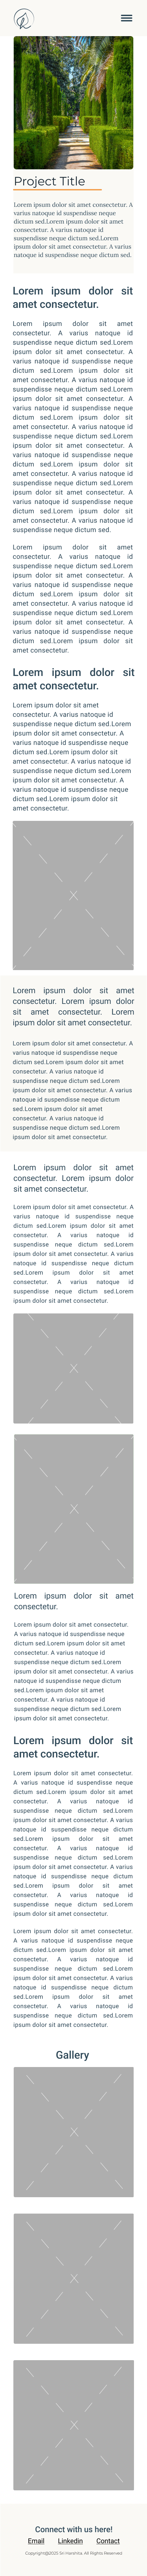 Project Title
Lorem ipsum dolor sit amet consectetur. A
varius natoque id suspendisse neque dictum
sed.Lorem ipsum dolor sit amet
consectetur. A varius natoque id
suspendisse neque dictum sed.Lorem
ipsum dolor sit amet consectetur. A varius
natoque id suspendisse neque dictum sed.
Lorem ipsum dolor sit
amet consectetur.
Lorem ipsum dolor sit amet
consectetur. A varius natoque id
suspendisse neque dictum sed.Lorem
ipsum dolor sit amet consectetur. A
varius natoque id suspendisse neque
dictum sed.Lorem ipsum dolor sit
amet consectetur. A varius natoque id
suspendisse neque dictum sed.Lorem
ipsum dolor sit amet consectetur. A
varius natoque id suspendisse neque
dictum sed.Lorem ipsum dolor sit
amet consectetur. A varius natoque id
suspendisse neque dictum sed.Lorem
ipsum dolor sit amet consectetur. A
varius natoque id suspendisse neque
dictum sed.Lorem ipsum dolor sit
amet consectetur. A varius natoque id
suspendisse neque dictum sed.Lorem
ipsum dolor sit amet consectetur. A
varius natoque id suspendisse neque
dictum sed.Lorem ipsum dolor sit
amet consectetur. A varius natoque id
suspendisse neque dictum sed.
Lorem ipsum dolor sit amet
consectetur. A varius natoque id
suspendisse neque dictum sed.Lorem
ipsum dolor sit amet consectetur. A
varius natoque id suspendisse neque
dictum sed.Lorem ipsum dolor sit
amet consectetur. A varius natoque id
suspendisse neque dictum sed.Lorem
ipsum dolor sit amet consectetur. A
varius natoque id suspendisse neque
dictum sed.Lorem ipsum dolor sit
amet consectetur.
Lorem ipsum dolor sit
amet consectetur.
Lorem ipsum dolor sit amet
consectetur. A varius natoque id
suspendisse neque dictum sed.Lorem
ipsum dolor sit amet consectetur. A
varius natoque id suspendisse neque
dictum sed.Lorem ipsum dolor sit
amet consectetur. A varius natoque id
suspendisse neque dictum sed.Lorem
ipsum dolor sit amet consectetur. A
varius natoque id suspendisse neque
dictum sed.Lorem ipsum dolor sit
amet consectetur.
Lorem ipsum dolor sit amet
consectetur. Lorem ipsum dolor
sit amet consectetur. Lorem
ipsum dolor sit amet consectetur.
Lorem ipsum dolor sit amet consectetur. A
varius natoque id suspendisse neque
dictum sed.Lorem ipsum dolor sit amet
consectetur. A varius natoque id
suspendisse neque dictum sed.Lorem
ipsum dolor sit amet consectetur. A varius
natoque id suspendisse neque dictum
sed.Lorem ipsum dolor sit amet
consectetur. A varius natoque id
suspendisse neque dictum sed.Lorem
ipsum dolor sit amet consectetur.
Lorem ipsum dolor sit amet
consectetur. Lorem ipsum dolor
sit amet consectetur.
Lorem ipsum dolor sit amet consectetur. A
varius natoque id suspendisse neque
dictum sed.Lorem ipsum dolor sit amet
consectetur. A varius natoque id
suspendisse neque dictum sed.Lorem
ipsum dolor sit amet consectetur. A varius
natoque id suspendisse neque dictum
sed.Lorem ipsum dolor sit amet
consectetur. A varius natoque id
suspendisse neque dictum sed.Lorem
ipsum dolor sit amet consectetur.
Lorem ipsum dolor sit amet
consectetur.
Lorem ipsum dolor sit amet consectetur.
A varius natoque id suspendisse neque
dictum sed.Lorem ipsum dolor sit amet
consectetur. A varius natoque id
suspendisse neque dictum sed.Lorem
ipsum dolor sit amet consectetur. A varius
natoque id suspendisse neque dictum
sed.Lorem ipsum dolor sit amet
consectetur. A varius natoque id
suspendisse neque dictum sed.Lorem
ipsum dolor sit amet consectetur.
Lorem ipsum dolor sit
amet consectetur.
Lorem ipsum dolor sit amet consectetur.
A varius natoque id suspendisse neque
dictum sed.Lorem ipsum dolor sit amet
consectetur. A varius natoque id
suspendisse neque dictum sed.Lorem
ipsum dolor sit amet consectetur. A varius
natoque id suspendisse neque dictum
sed.Lorem ipsum dolor sit amet
consectetur. A varius natoque id
suspendisse neque dictum sed.Lorem
ipsum dolor sit amet consectetur. A varius
natoque id suspendisse neque dictum
sed.Lorem ipsum dolor sit amet
consectetur. A varius natoque id
suspendisse neque dictum sed.Lorem
ipsum dolor sit amet consectetur.
Lorem ipsum dolor sit amet consectetur.
A varius natoque id suspendisse neque
dictum sed.Lorem ipsum dolor sit amet
consectetur. A varius natoque id
suspendisse neque dictum sed.Lorem
ipsum dolor sit amet consectetur. A varius
natoque id suspendisse neque dictum
sed.Lorem ipsum dolor sit amet
consectetur. A varius natoque id
suspendisse neque dictum sed.Lorem
ipsum dolor sit amet consectetur.
Gallery
Connect with us here!
Email Linkedin Contact
Copyright@2025 Sri Harshita. All Rights Reserved